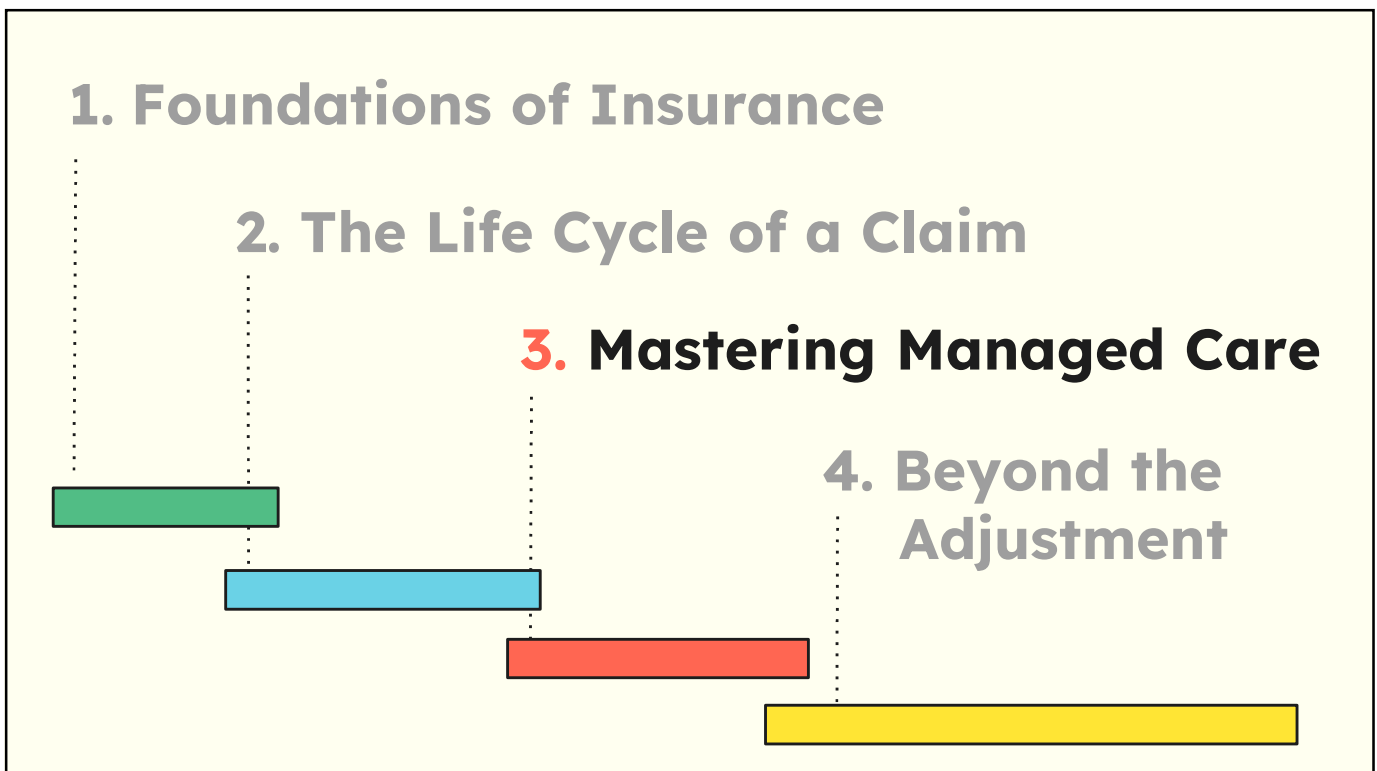 1. Foundations of Insurance
2. The Life Cycle of a Claim
3. Mastering Managed Care
4. Beyond the
Adjustment